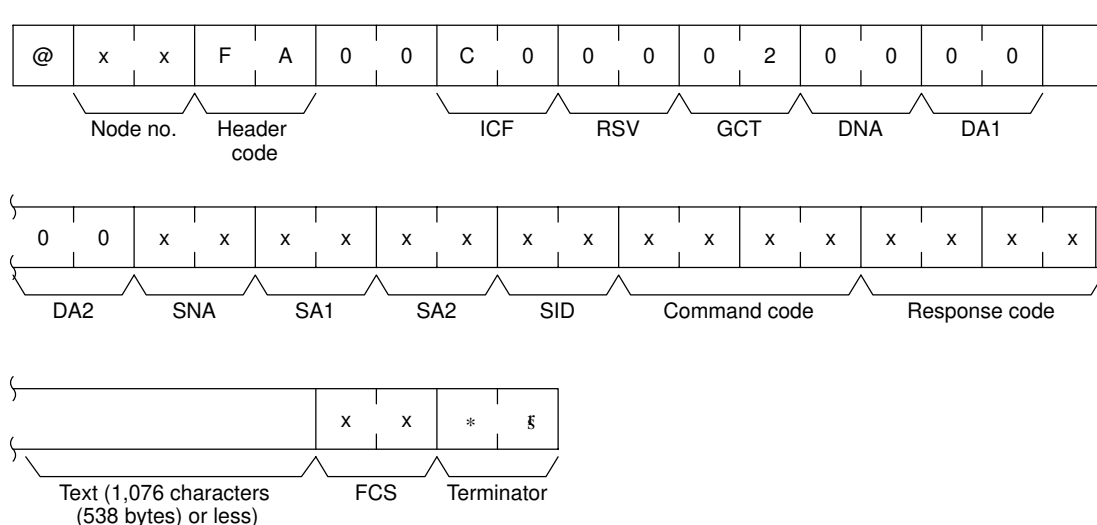 @ x x F A 0 0 C 0 0 0 0 2 0 0 0 0
Node no. Header code ICF RSV GCT DNA DA1
0 0 x x x x x x x x x x x x x x x x
DA2 SNA SA1 SA2 SID Command code Response code
x x *
Text (1,076 characters (538 bytes) or less) FCS Terminator